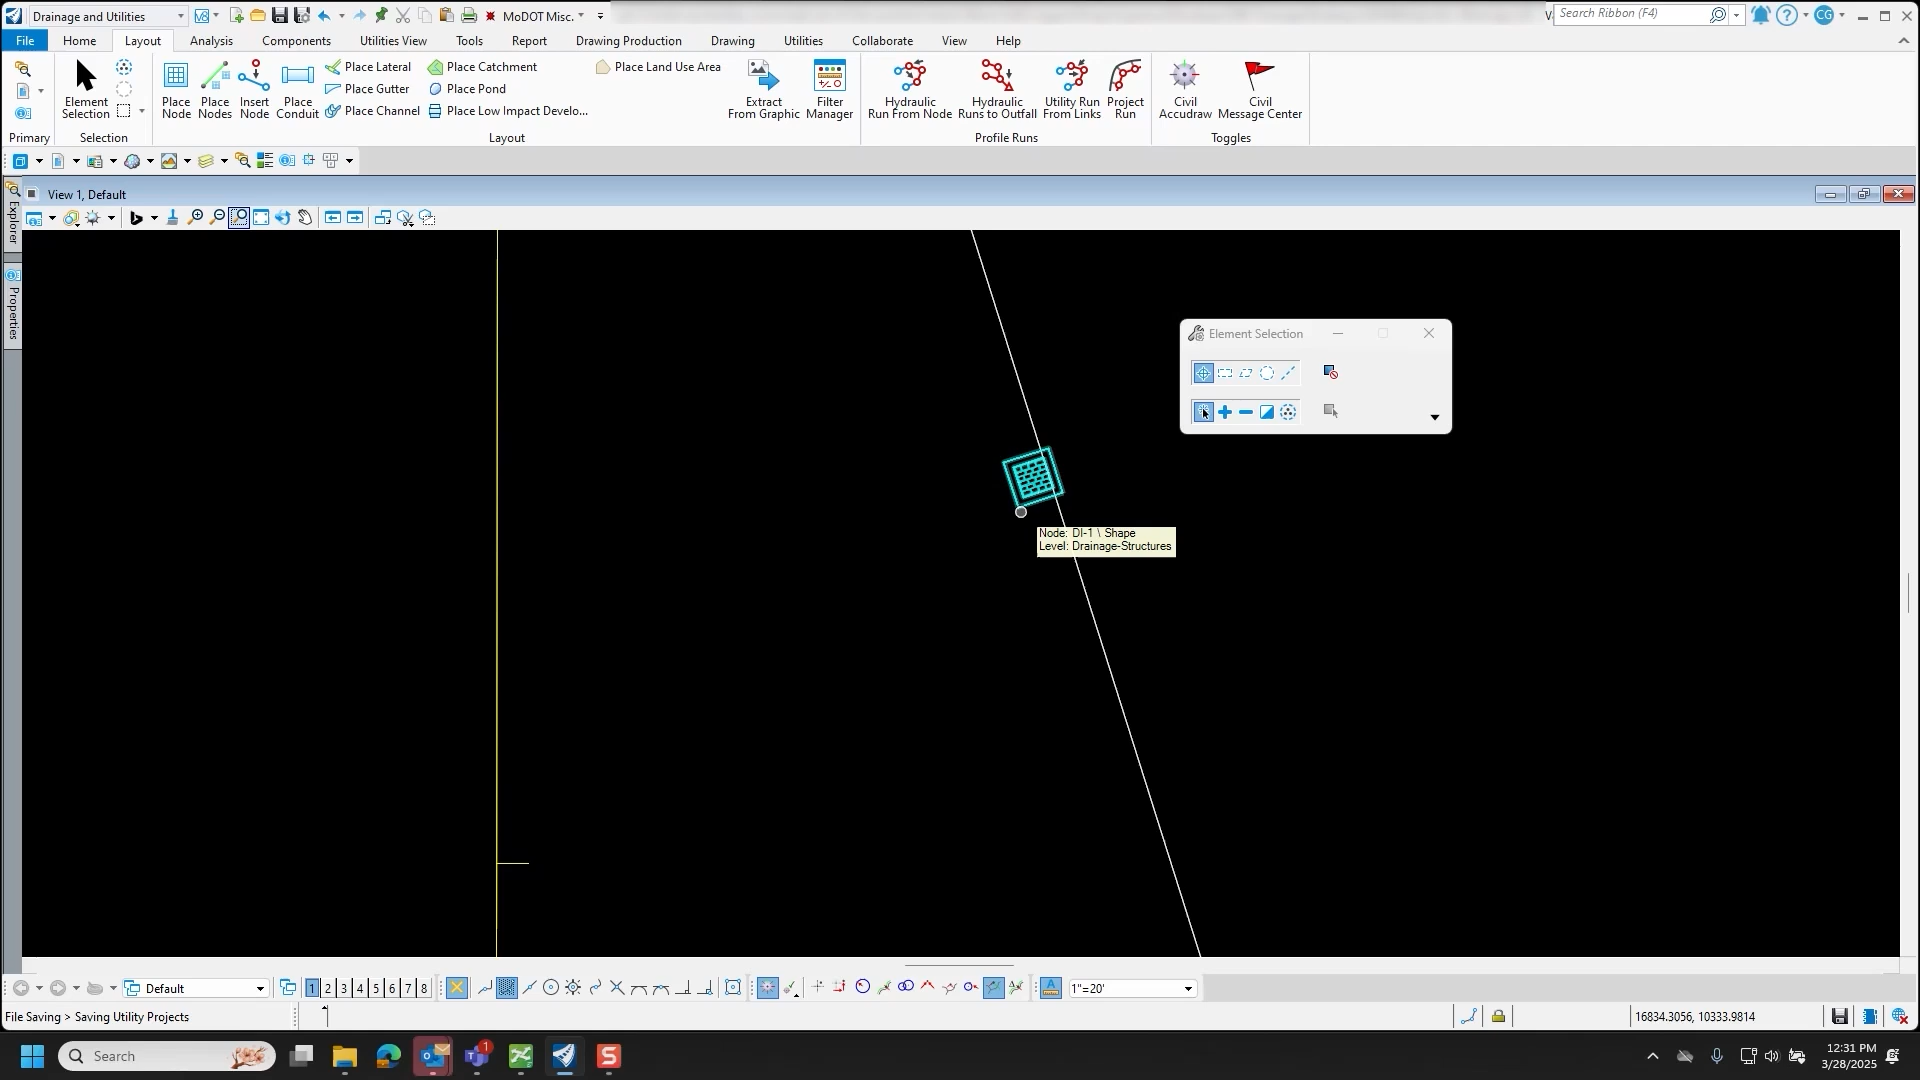 Drainage and Utilities
MoDOT Misc.
Search Ribbon (F4)
CG
File
Home
Layout
Analysis
Components
Utilities View
Tools
Report
Drawing Production
Drawing
Utilities
Collaborate
View
Help
Element
Selection
Place
Node
Place
Nodes
Insert
Node
Place
Conduit
Place Lateral
Place Gutter
Place Channel
Place Catchment
Place Pond
Place Low Impact Develo...
Place Land Use Area
Extract
From Graphic
Filter
Manager
Hydraulic
Run From Node
Hydraulic
Runs to Outfall
Utility Run
From Links
Project
Run
Civil
Accudraw
Civil
Message Center
Primary
Selection
Layout
Profile Runs
Toggles
View 1, Default
Explorer
Properties
Element Selection
Node: DI-1 \ Shape
Level: Drainage-Structures
Default
1 2 3 4 5 6 7 8
1"=20'
File Saving > Saving Utility Projects
16834.3056, 10333.9814
Search
1
12:31 PM
3/28/2025